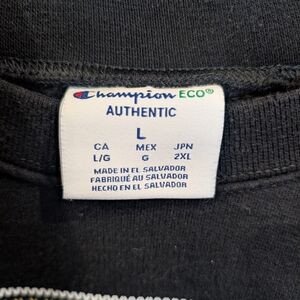 Champion ECO®
AUTHENTIC
L
CA MEX JPN
L/G G 2XL
MADE IN EL SALVADOR
FABRIQUÉ AU SALVADOR
HECHO EN EL SALVADOR